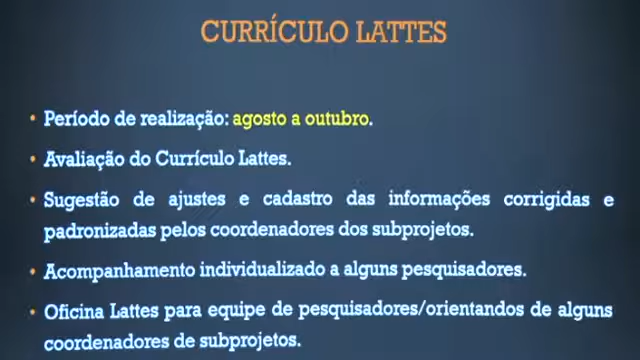 CURRÍCULO LATTES
• Período de realização: agosto a outubro.
• Avaliação do Currículo Lattes.
• Sugestão de ajustes e cadastro das informações corrigidas e
padronizadas pelos coordenadores dos subprojetos.
• Acompanhamento individualizado a alguns pesquisadores.
• Oficina Lattes para equipe de pesquisadores/orientandos de alguns
coordenadores de subprojetos.